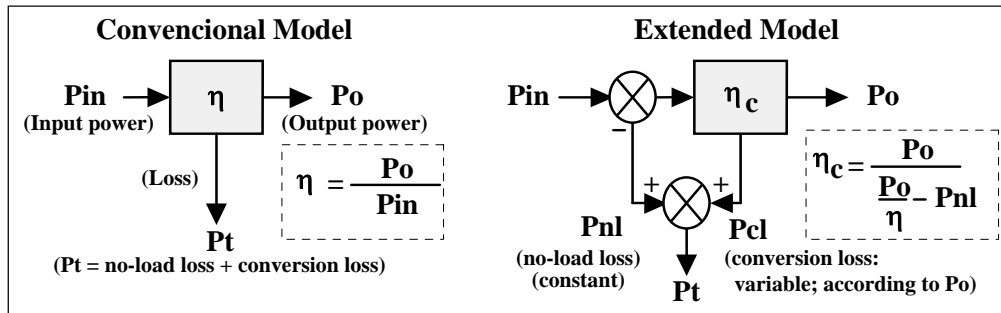 Convencional Model
Pin
(Input power)
η
Po
(Output power)
(Loss)
Pt
(Pt = no-load loss + conversion loss)
η = Po
Pin
Extended Model
Pin
ηc
Po
−
+
+
Pnl
(no-load loss)
(constant)
Pcl
(conversion loss:
variable; according to Po)
Pt
ηc = Po
Po
η
− Pnl